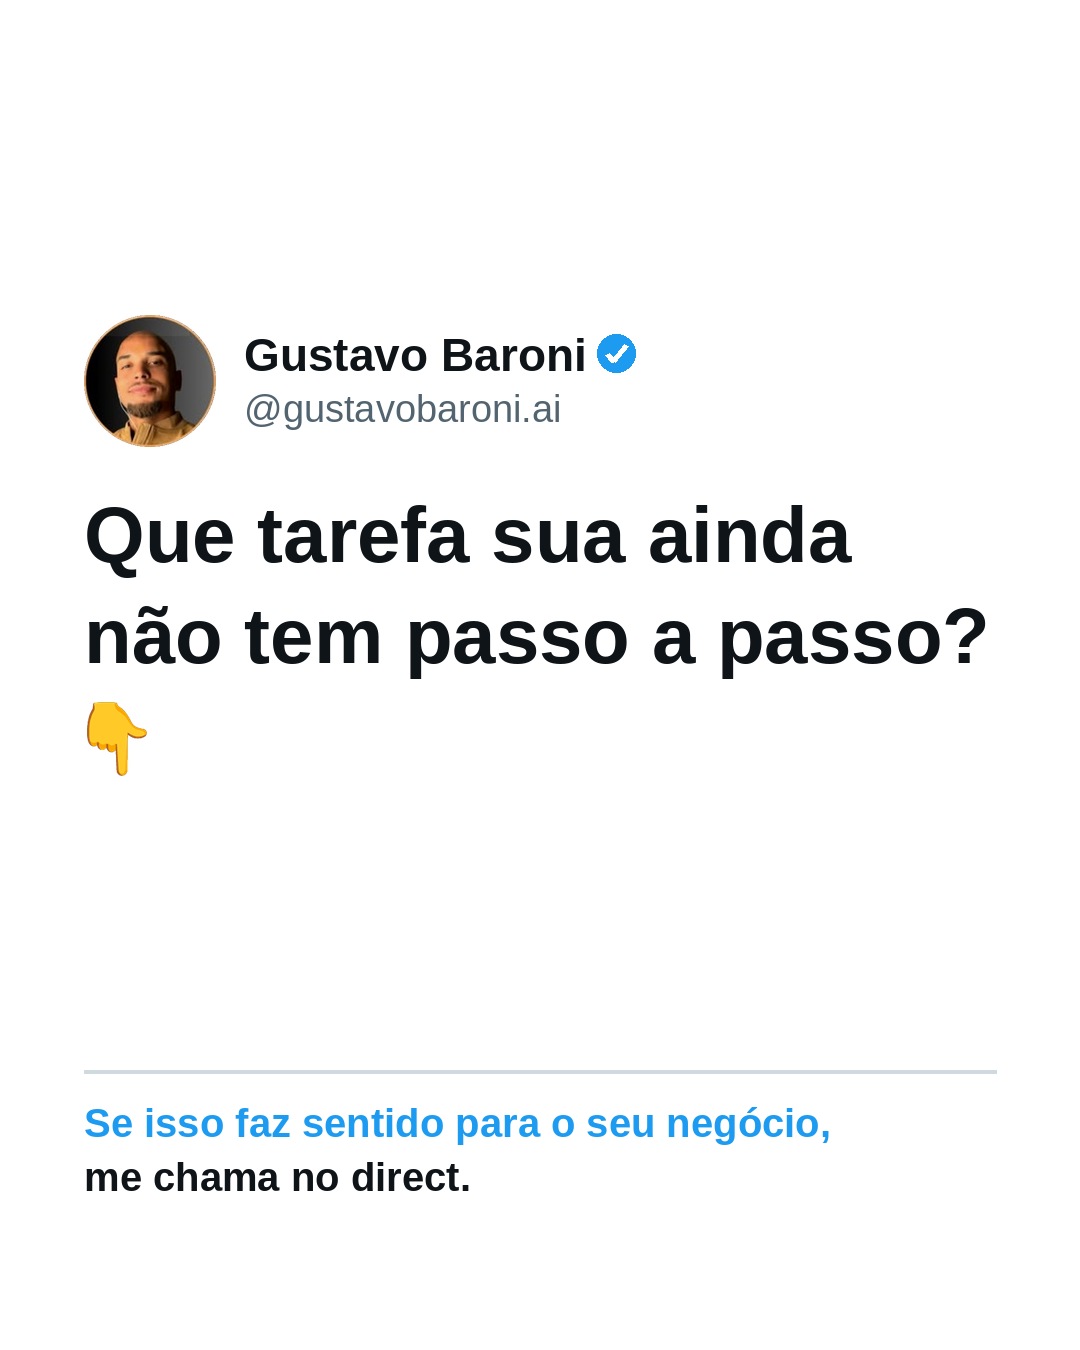 Gustavo Baroni
@gustavobaroni.ai
Que tarefa sua ainda
não tem passo a passo?
👇
Se isso faz sentido para o seu negócio,
me chama no direct.